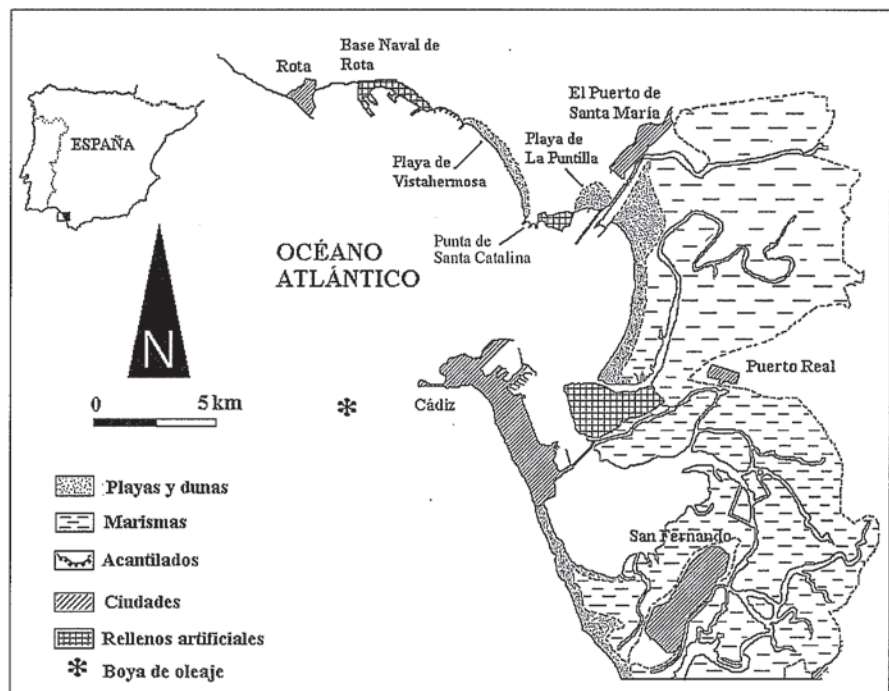 Base Naval de
Rota
Rota
El Puerto de
Santa María
ESPAÑA
Playa de
La Puntilla
Playa de
Vistahermosa
Punta de
Santa Catalina
OCÉANO
ATLÁNTICO
N
Puerto Real
0 5 km
Cádiz
Playas y dunas
Marismas
San Fernando
Acantilados
Ciudades
Rellenos artificiales
Boya de oleaje